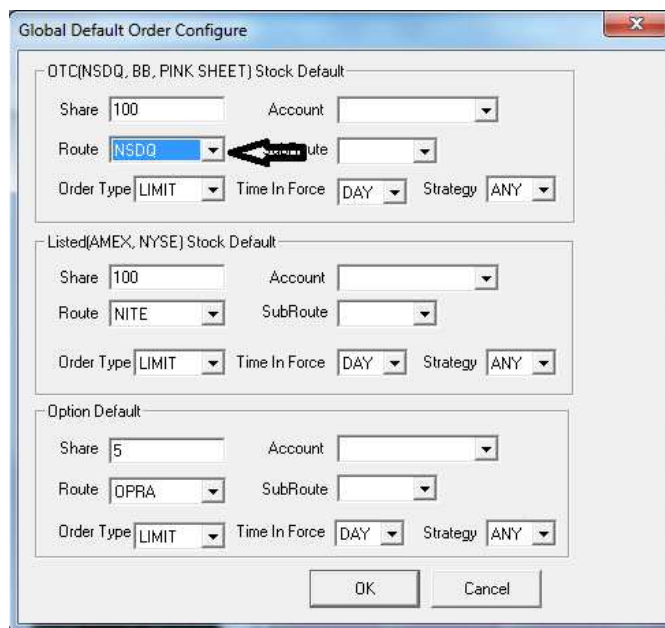 Global Default Order Configure
OTC(NSDQ, BB, PINK SHEET) Stock Default
Share 100 Account
Route NSDQ
Order Type LIMIT Time In Force DAY Strategy ANY
Listed(AMEX, NYSE) Stock Default
Share 100 Account
Route NITE SubRoute
Order Type LIMIT Time In Force DAY Strategy ANY
Option Default
Share 5 Account
Route OPRA SubRoute
Order Type LIMIT Time In Force DAY Strategy ANY
OK Cancel